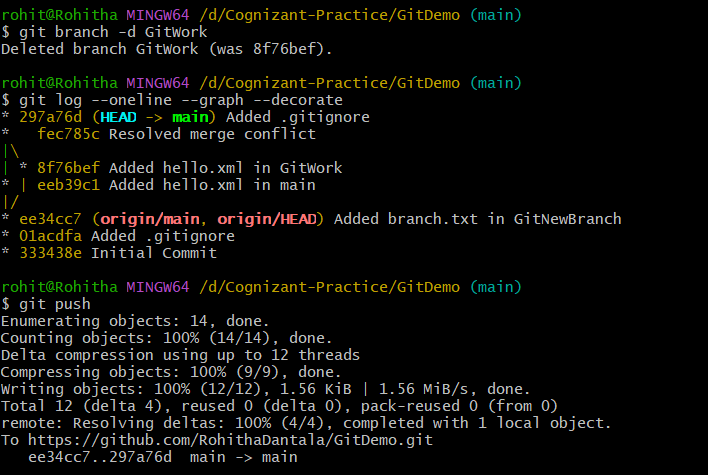 rohit@Rohitha MINGW64 /d/Cognizant-Practice/GitDemo (main)
$ git branch -d GitWork
Deleted branch GitWork (was 8f76bef).
rohit@Rohitha MINGW64 /d/Cognizant-Practice/GitDemo (main)
$ git log --oneline --graph --decorate
* 297a76d (HEAD -> main) Added .gitignore
*   fec785c Resolved merge conflict
|\
| * 8f76bef Added hello.xml in GitWork
* | eeb39c1 Added hello.xml in main
|/
* ee34cc7 (origin/main, origin/HEAD) Added branch.txt in GitNewBranch
* 01acdfa Added .gitignore
* 333438e Initial Commit
rohit@Rohitha MINGW64 /d/Cognizant-Practice/GitDemo (main)
$ git push
Enumerating objects: 14, done.
Counting objects: 100% (14/14), done.
Delta compression using up to 12 threads
Compressing objects: 100% (9/9), done.
Writing objects: 100% (12/12), 1.56 KiB | 1.56 MiB/s, done.
Total 12 (delta 4), reused 0 (delta 0), pack-reused 0 (from 0)
remote: Resolving deltas: 100% (4/4), completed with 1 local object.
To https://github.com/RohithaDantala/GitDemo.git
   ee34cc7..297a76d  main -> main